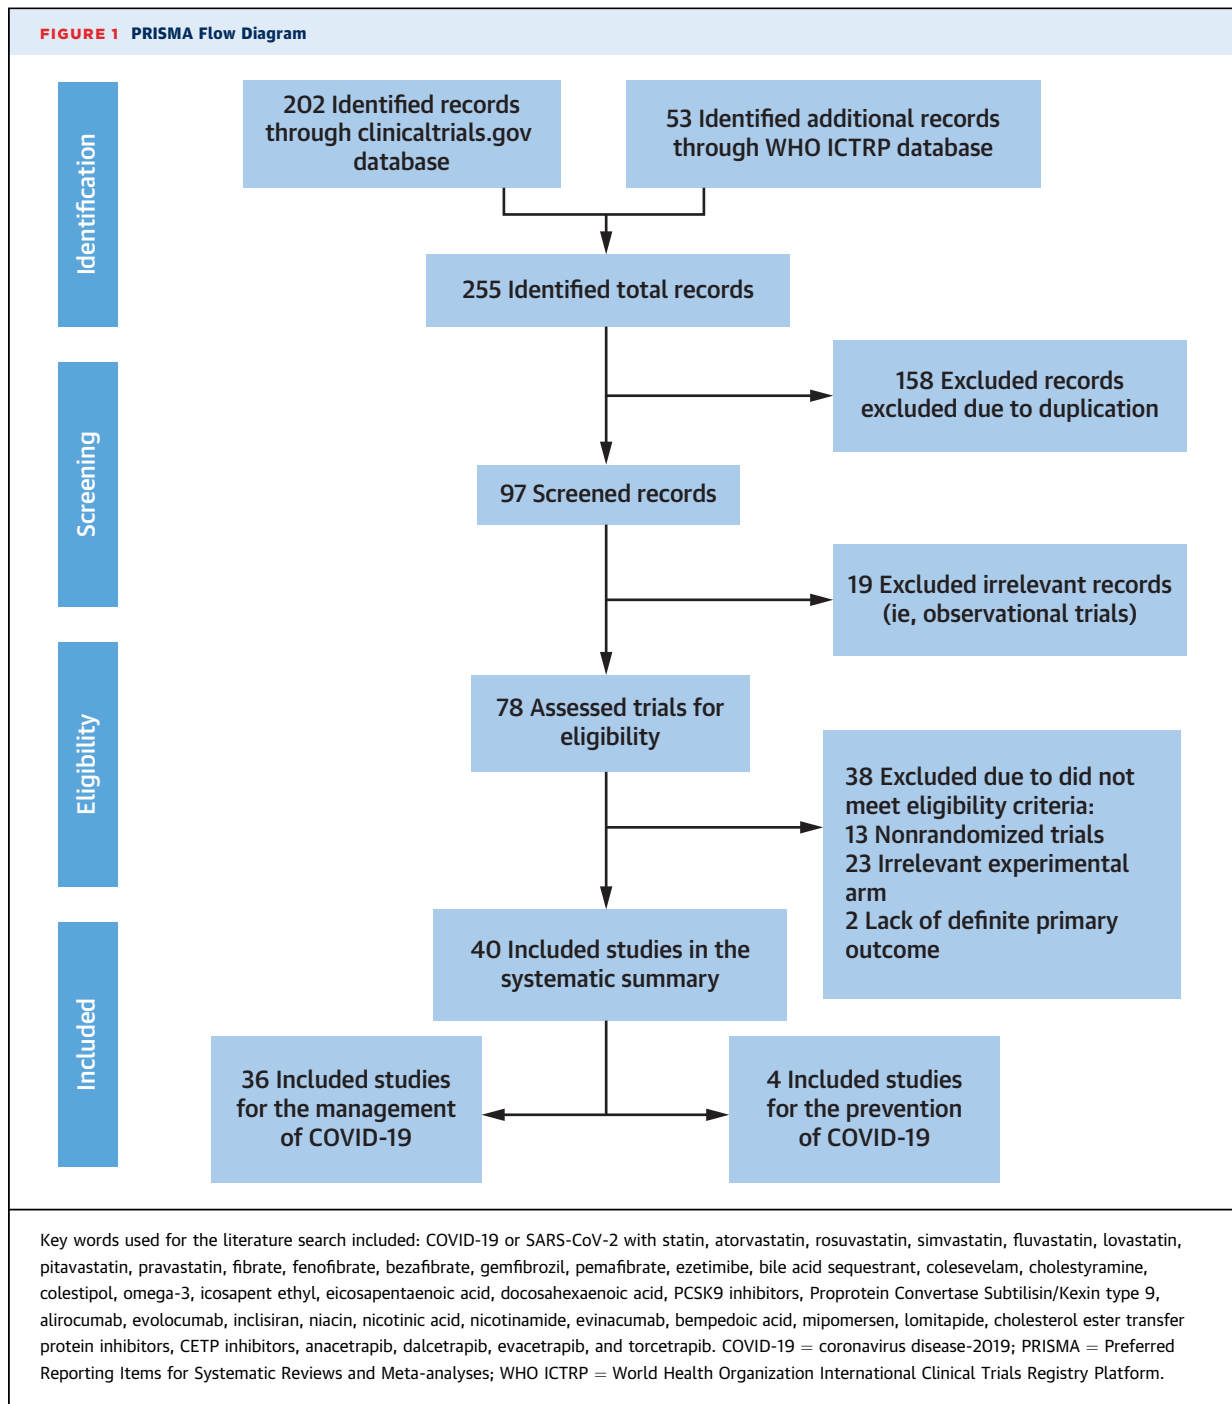 FIGURE 1 PRISMA Flow Diagram
Identification
202 Identified records
through clinicaltrials.gov
database
53 Identified additional records
through WHO ICTRP database
255 Identified total records
Screening
158 Excluded records
excluded due to duplication
97 Screened records
19 Excluded irrelevant records
(ie, observational trials)
Eligibility
78 Assessed trials for
eligibility
38 Excluded due to did not
meet eligibility criteria:
13 Nonrandomized trials
23 Irrelevant experimental
arm
2 Lack of definite primary
outcome
Included
40 Included studies in the
systematic summary
36 Included studies
for the management
of COVID-19
4 Included studies
for the prevention
of COVID-19
Key words used for the literature search included: COVID-19 or SARS-CoV-2 with statin, atorvastatin, rosuvastatin, simvastatin, fluvastatin, lovastatin,
pitavastatin, pravastatin, fibrate, fenofibrate, bezafibrate, gemfibrozil, pemafibrate, ezetimibe, bile acid sequestrant, colesevelam, cholestyramine,
colestipol, omega-3, icosapent ethyl, eicosapentaenoic acid, docosahexaenoic acid, PCSK9 inhibitors, Proprotein Convertase Subtilisin/Kexin type 9,
alirocumab, evolocumab, inclisiran, niacin, nicotinic acid, nicotinamide, evinacumab, bempedoic acid, mipomersen, lomitapide, cholesterol ester transfer
protein inhibitors, CETP inhibitors, anacetrapib, dalcetrapib, evacetrapib, and torcetrapib. COVID-19 = coronavirus disease-2019; PRISMA = Preferred
Reporting Items for Systematic Reviews and Meta-analyses; WHO ICTRP = World Health Organization International Clinical Trials Registry Platform.